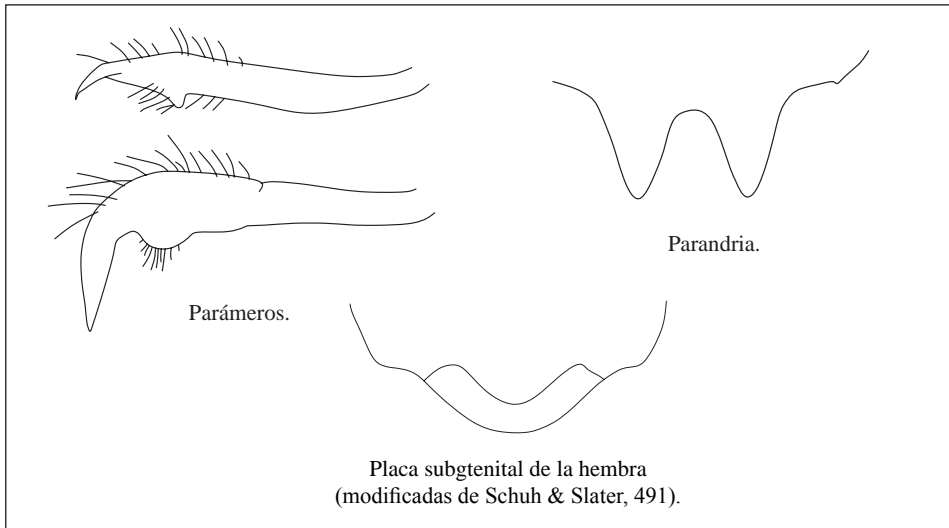 Parandria.
Parámeros.
Placa subgtenital de la hembra
(modificadas de Schuh & Slater, 491).